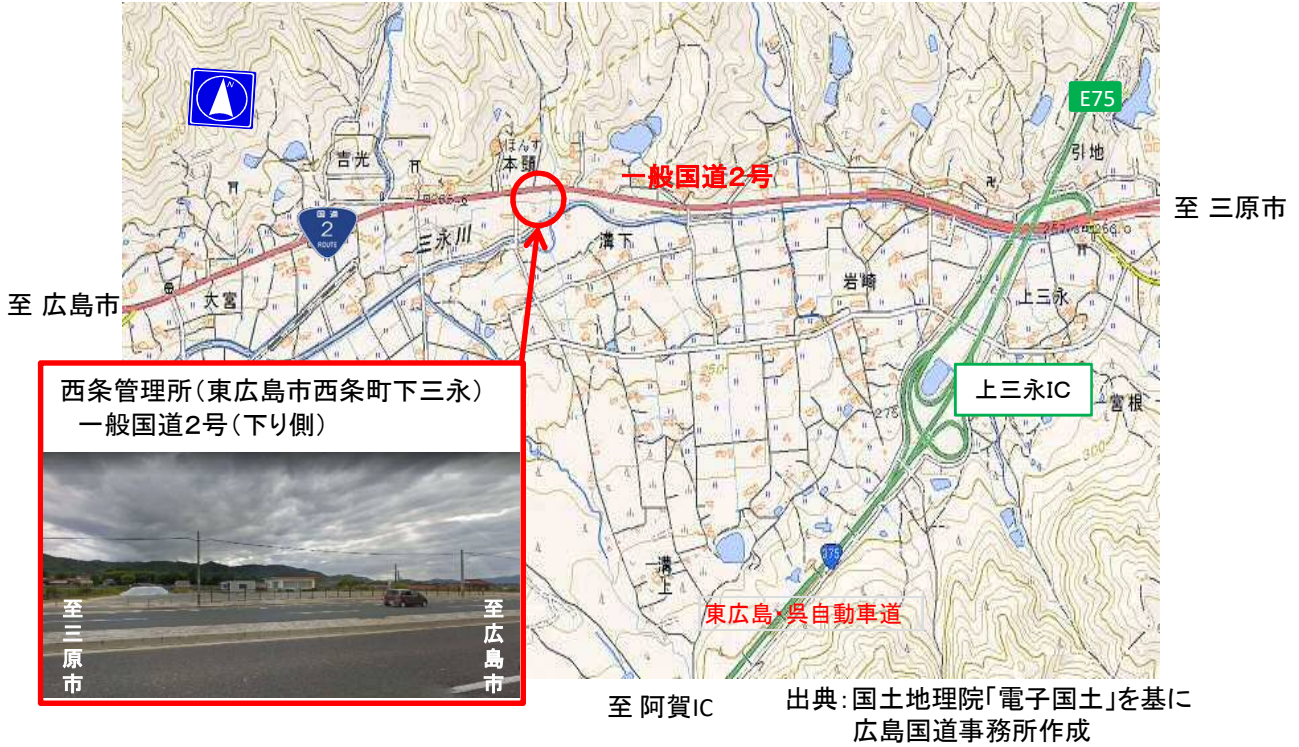 N
E75
引地
吉光
ほんす
本頭
一般国道2号
至 三原市
国道
2
ROUTE
三永川
溝下
岩崎
上三永
至 広島市
大宮
250
西条管理所(東広島市西条町下三永)
一般国道2号(下り側)
上三永IC
275
宮根
300
至三原市
至広島市
溝上
375
東広島・呉自動車道
至 阿賀IC
出典:国土地理院「電子国土」を基に
広島国道事務所作成